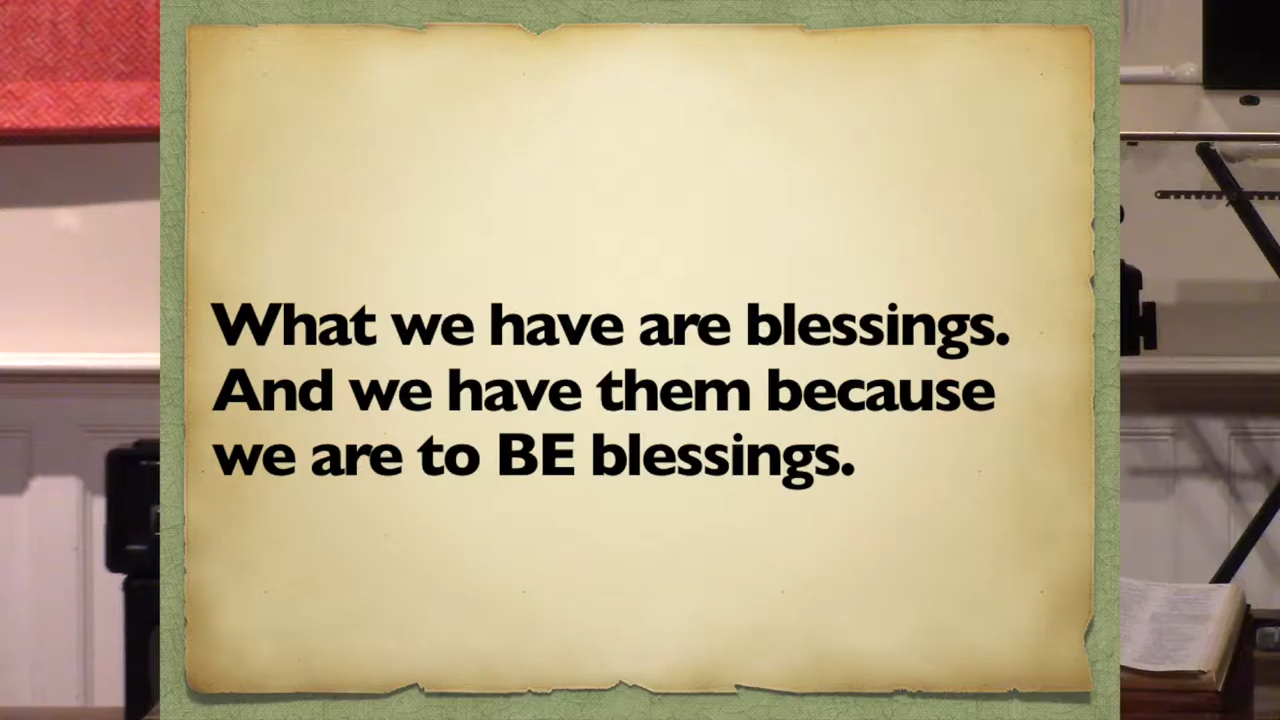 What we have are blessings.
And we have them because
we are to BE blessings.